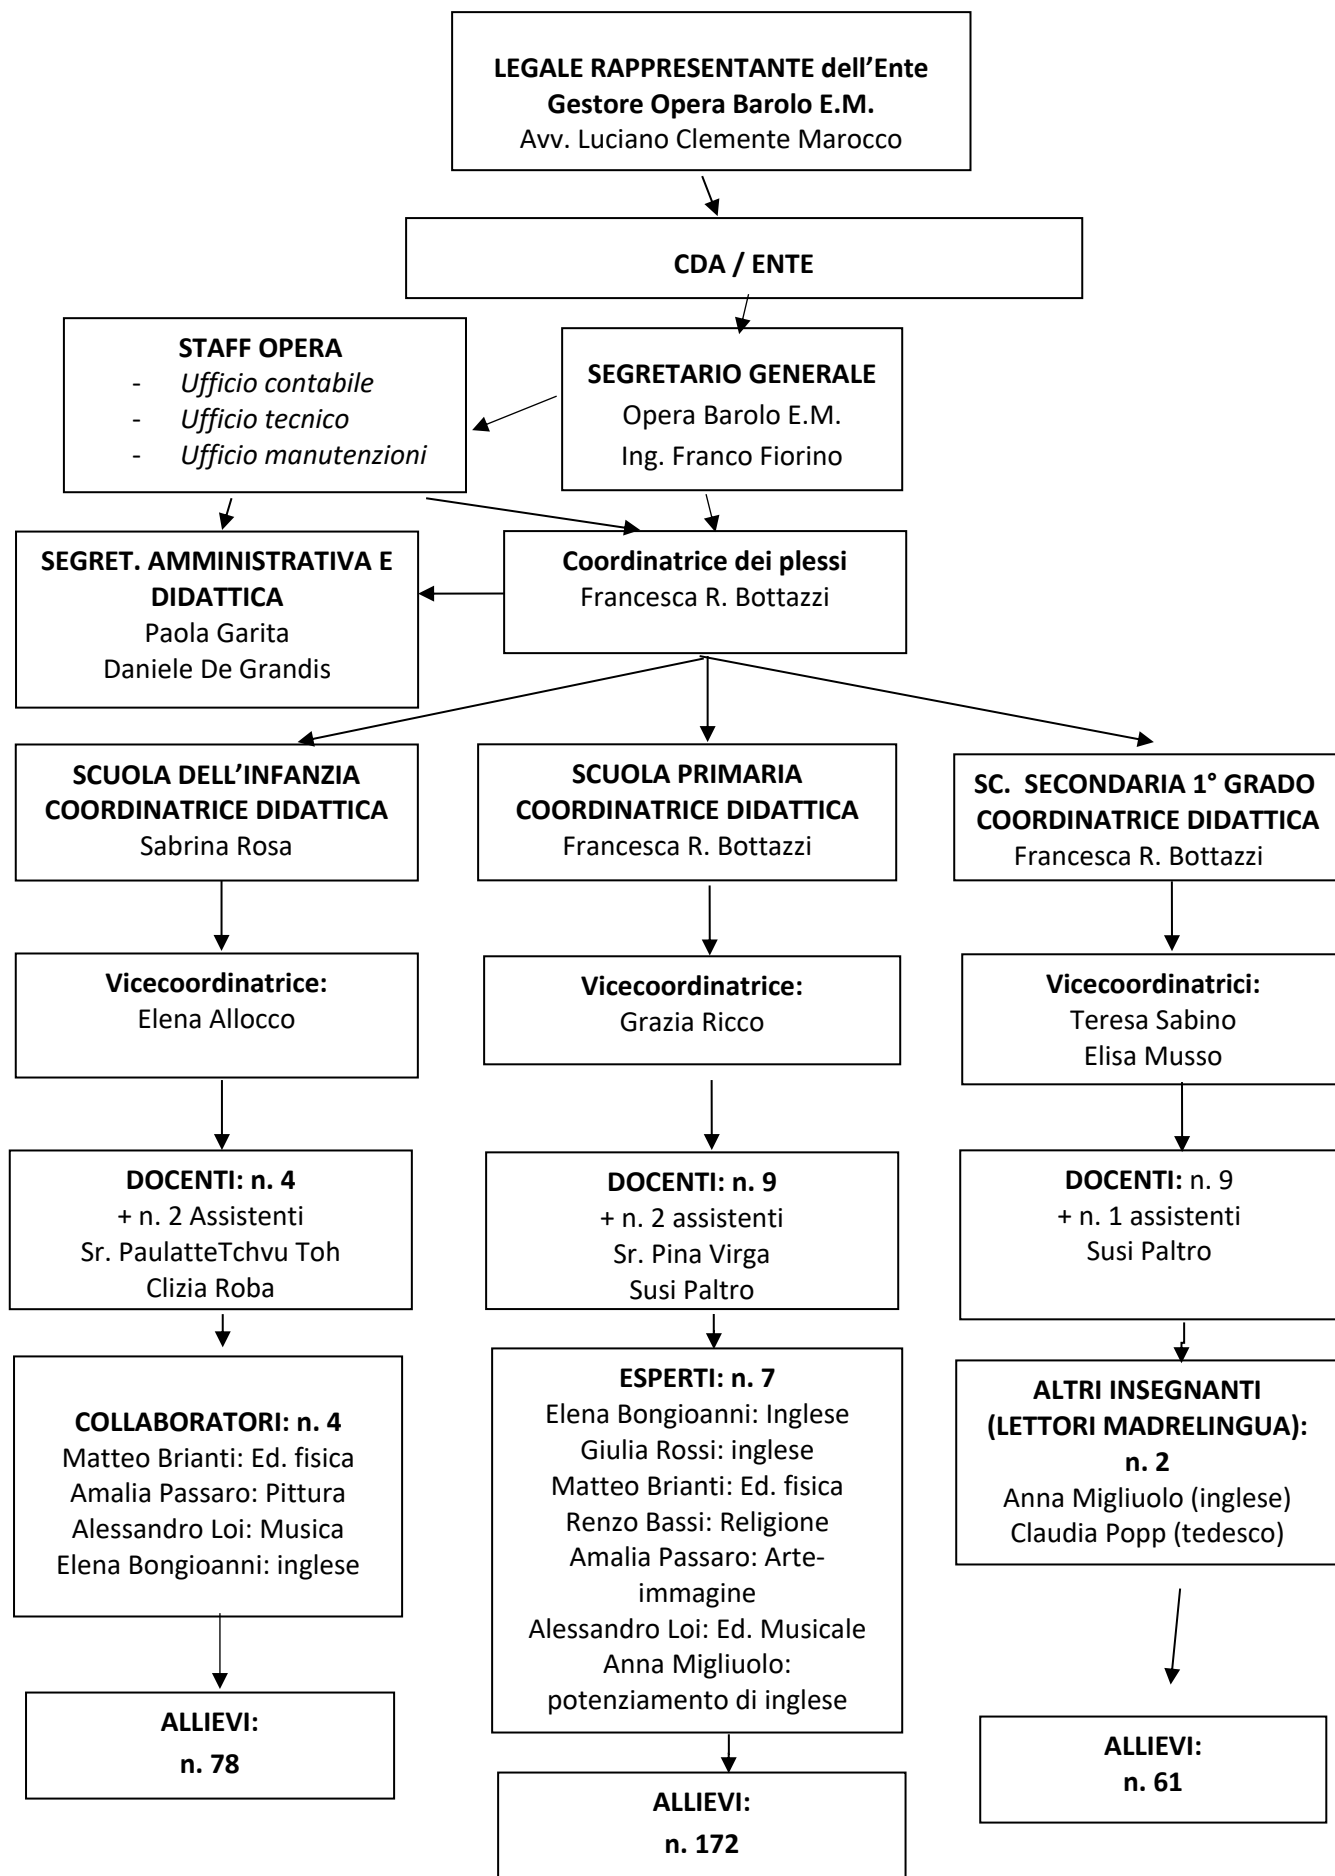 LEGALE RAPPRESENTANTE dell’Ente
Gestore Opera Barolo E.M.
Avv. Luciano Clemente Marocco
CDA / ENTE
STAFF OPERA
- Ufficio contabile
- Ufficio tecnico
- Ufficio manutenzioni
SEGRETARIO GENERALE
Opera Barolo E.M.
Ing. Franco Fiorino
SEGRET. AMMINISTRATIVA E
DIDATTICA
Paola Garita
Daniele De Grandis
Coordinatrice dei plessi
Francesca R. Bottazzi
SCUOLA DELL’INFANZIA
COORDINATRICE DIDATTICA
Sabrina Rosa
SCUOLA PRIMARIA
COORDINATRICE DIDATTICA
Francesca R. Bottazzi
SC. SECONDARIA 1° GRADO
COORDINATRICE DIDATTICA
Francesca R. Bottazzi
Vicecoordinatrice:
Elena Allocco
Vicecoordinatrice:
Grazia Ricco
Vicecoordinatrici:
Teresa Sabino
Elisa Musso
DOCENTI: n. 4
+ n. 2 Assistenti
Sr. PaulatteTchvu Toh
Clizia Roba
DOCENTI: n. 9
+ n. 2 assistenti
Sr. Pina Virga
Susi Paltro
DOCENTI: n. 9
+ n. 1 assistenti
Susi Paltro
COLLABORATORI: n. 4
Matteo Brianti: Ed. fisica
Amalia Passaro: Pittura
Alessandro Loi: Musica
Elena Bongioanni: inglese
ESPERTI: n. 7
Elena Bongioanni: Inglese
Giulia Rossi: inglese
Matteo Brianti: Ed. fisica
Renzo Bassi: Religione
Amalia Passaro: Arte-
immagine
Alessandro Loi: Ed. Musicale
Anna Migliuolo:
potenziamento di inglese
ALTRI INSEGNANTI
(LETTORI MADRELINGUA):
n. 2
Anna Migliuolo (inglese)
Claudia Popp (tedesco)
ALLIEVI:
n. 78
ALLIEVI:
n. 172
ALLIEVI:
n. 61